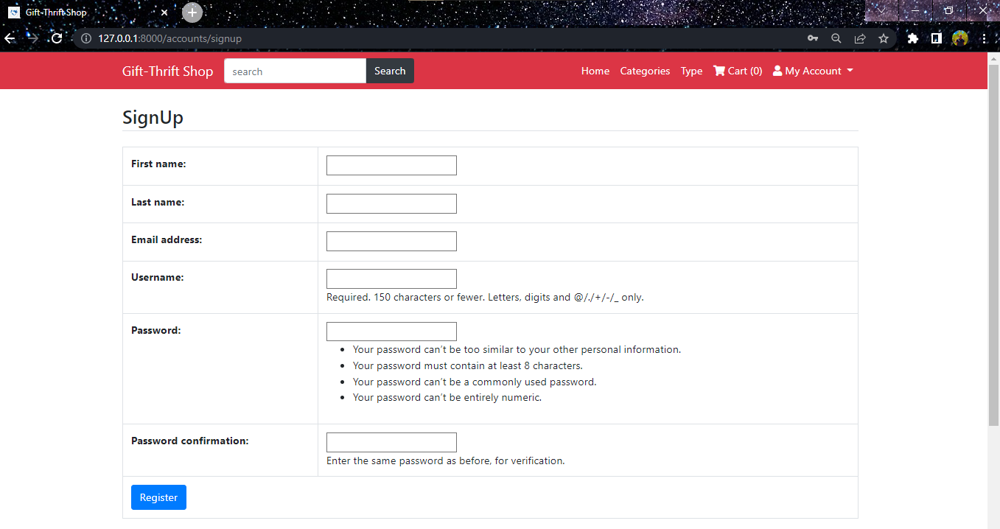 Gift-Thrift-Shop
127.0.0.1:8000/accounts/signup
Gift-Thrift Shop search Search Home Categories Type Cart (0) My Account
SignUp
First name:
Last name:
Email address:
Username:
Required. 150 characters or fewer. Letters, digits and @/./+/-/_ only.
Password:
Your password can't be too similar to your other personal information.
Your password must contain at least 8 characters.
Your password can't be a commonly used password.
Your password can't be entirely numeric.
Password confirmation:
Enter the same password as before, for verification.
Register